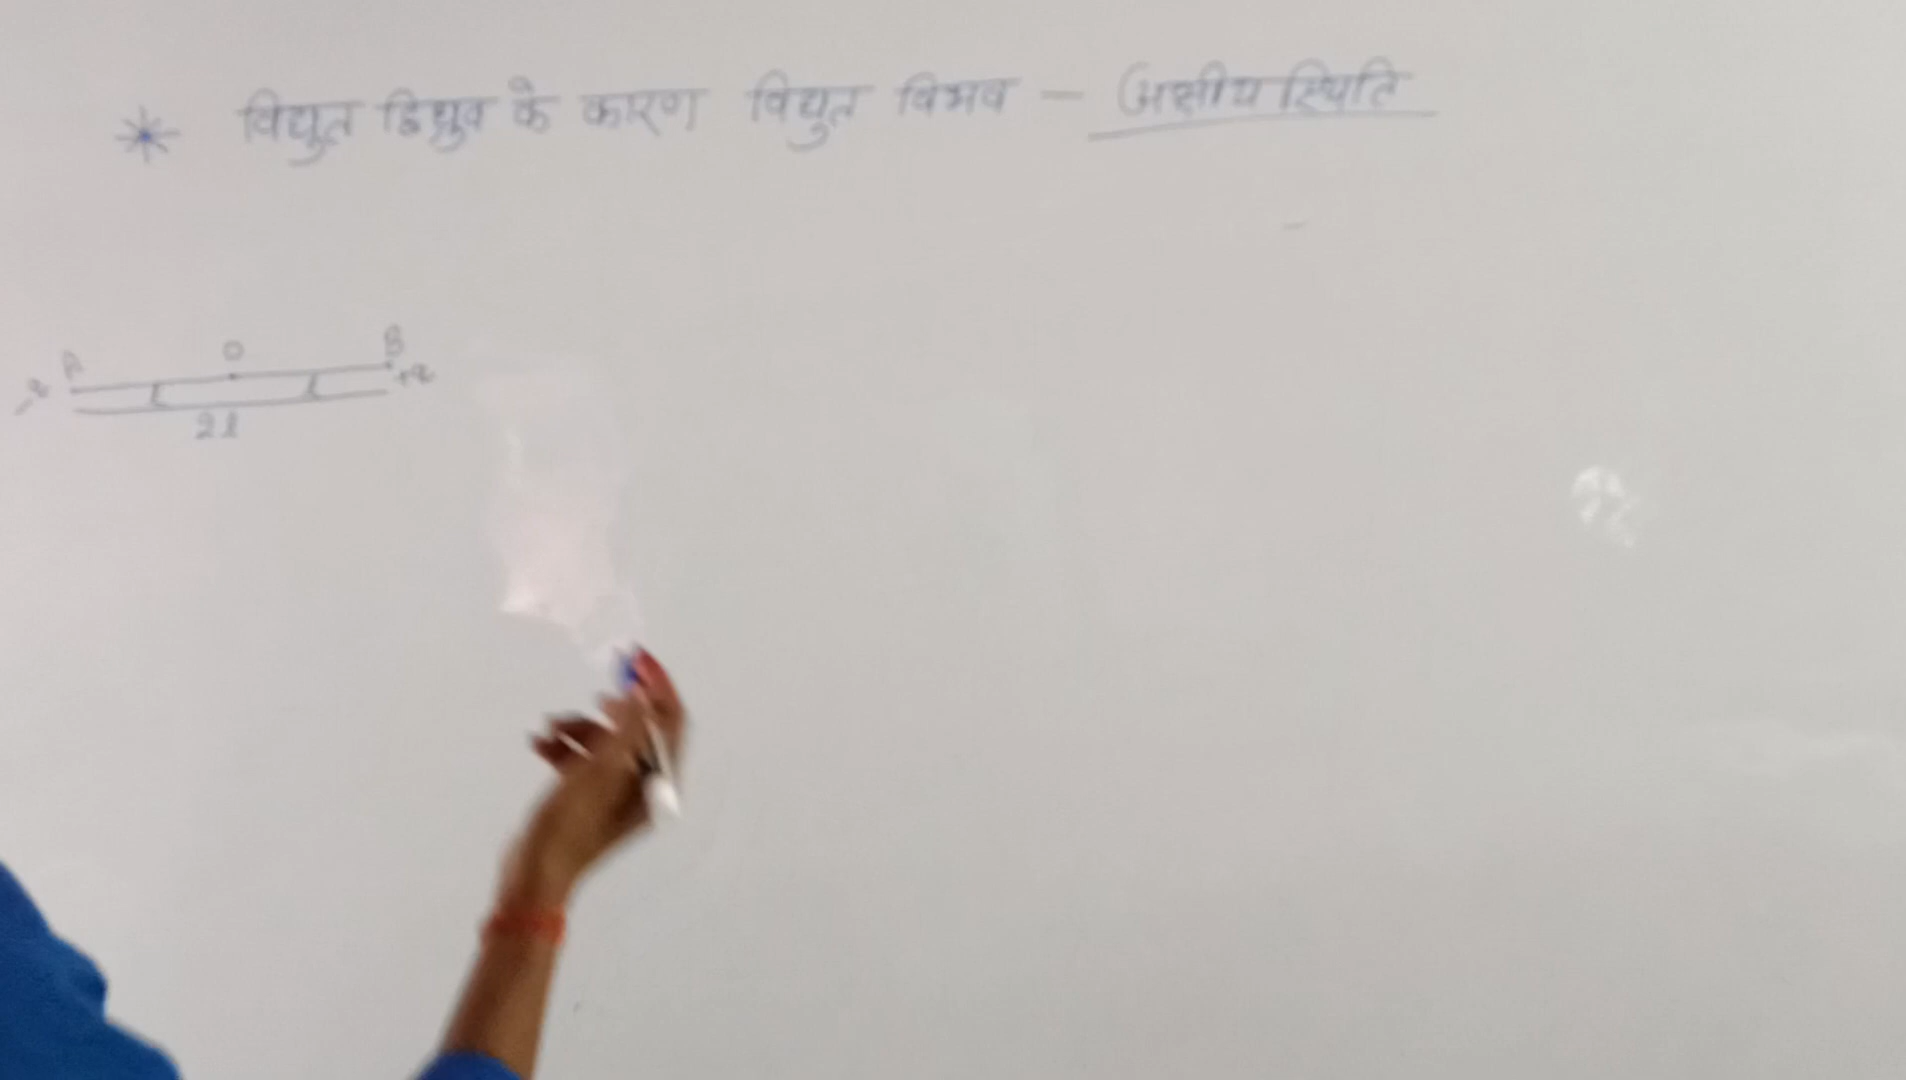 * विद्युत द्विध्रुव के कारण विद्युत विभव - अक्षीय स्थिति
A O B
-q l l +q
2l